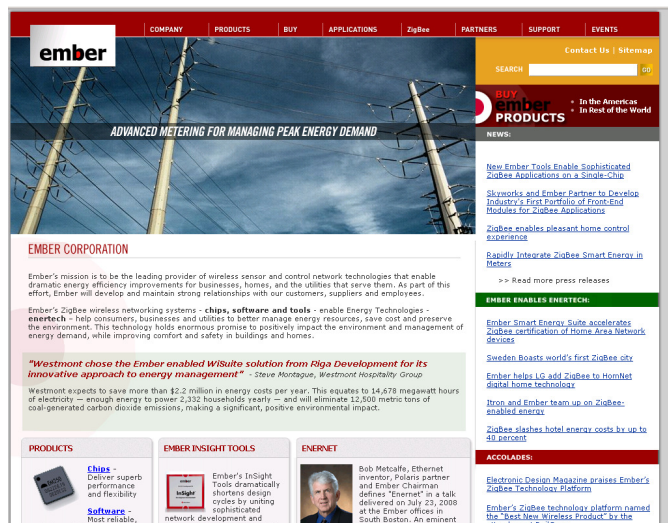 COMPANY PRODUCTS BUY APPLICATIONS ZigBee PARTNERS SUPPORT EVENTS
ember
Contact Us | Sitemap
SEARCH GO
BUY
ember
PRODUCTS
• In the Americas
• In Rest of the World
ADVANCED METERING FOR MANAGING PEAK ENERGY DEMAND
EMBER CORPORATION
Ember's mission is to be the leading provider of wireless sensor and control network technologies that enable
dramatic energy efficiency improvements for businesses, homes, and the utilities that serve them. As part of this
effort, Ember will develop and maintain strong relationships with our customers, suppliers and employees.
Ember's ZigBee wireless networking systems - chips, software and tools - enable Energy Technologies -
enertech - help consumers, businesses and utilities to better manage energy resources, save cost and preserve
the environment. This technology holds enormous promise to positively impact the environment and management of
energy demand, while improving comfort and safety in buildings and homes.
"Westmont chose the Ember enabled WiSuite solution from Riga Development for its
innovative approach to energy management" - Steve Montague, Westmont Hospitality Group
Westmont expects to save more than $2.2 million in energy costs per year. This equates to 14,678 megawatt hours
of electricity — enough energy to power 2,332 households yearly — and will eliminate 12,500 metric tons of
coal-generated carbon dioxide emissions, making a significant, positive environmental impact.
PRODUCTS
Chips -
Deliver superb
performance
and flexibility
Software -
Most reliable,
EMBER INSIGHT TOOLS
ember
InSight
Ember's InSight
Tools dramatically
shortens design
cycles by uniting
sophisticated
network development and
ENERNET
Bob Metcalfe, Ethernet
inventor, Polaris partner
and Ember Chairman
defines "Enernet" in a talk
delivered on July 23, 2008
at the Ember offices in
South Boston. An eminent
NEWS:
New Ember Tools Enable Sophisticated
ZigBee Applications on a Single-Chip
Skyworks and Ember Partner to Develop
Industry's First Portfolio of Front-End
Modules for ZigBee Applications
ZigBee enables pleasant home control
experience
Rapidly Integrate ZigBee Smart Energy in
Meters
>> Read more press releases
EMBER ENABLES ENERTECH:
Ember Smart Energy Suite accelerates
ZigBee certification of Home Area Network
devices
Sweden Boasts world's first ZigBee city
Ember helps LG add ZigBee to HomNet
digital home technology
Itron and Ember team up on ZigBee-
enabled energy
ZigBee slashes hotel energy costs by up to
40 percent
ACCOLADES:
Electronic Design Magazine praises Ember's
ZigBee Technology Platform
Ember's ZigBee technology platform named
the "Best New Wireless Product" by the